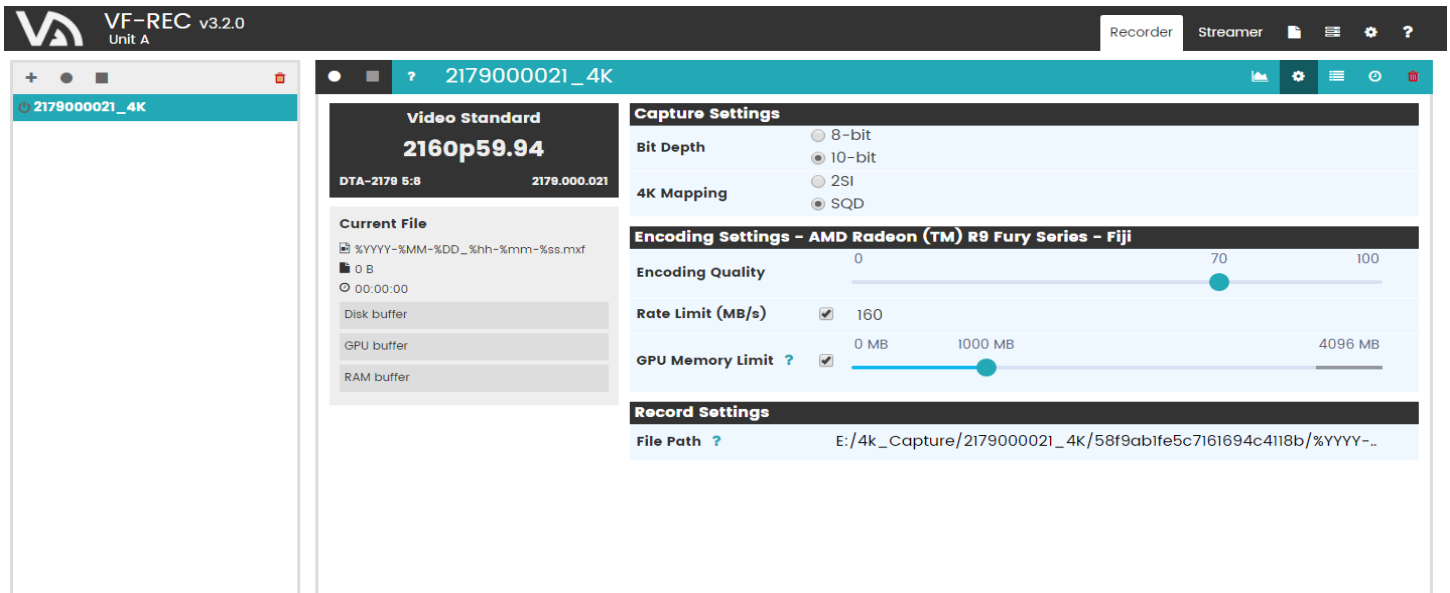 VF-REC v3.2.0
Unit A
Recorder Streamer ?
2179000021_4K
? 2179000021_4K
Video Standard
2160p59.94
DTA-2179 5:8 2179.000.021
Current File
%YYYY-%MM-%DD_%hh-%mm-%ss.mxf
0 B
00:00:00
Disk buffer
GPU buffer
RAM buffer
Capture Settings
Bit Depth
8-bit
10-bit
4K Mapping
2SI
SQD
Encoding Settings - AMD Radeon (TM) R9 Fury Series - Fiji
Encoding Quality
0 70 100
Rate Limit (MB/s) 160
GPU Memory Limit ?
0 MB 1000 MB 4096 MB
Record Settings
File Path ? E:/4k_Capture/2179000021_4K/58f9ab1fe5c7161694c4118b/%YYYY-..